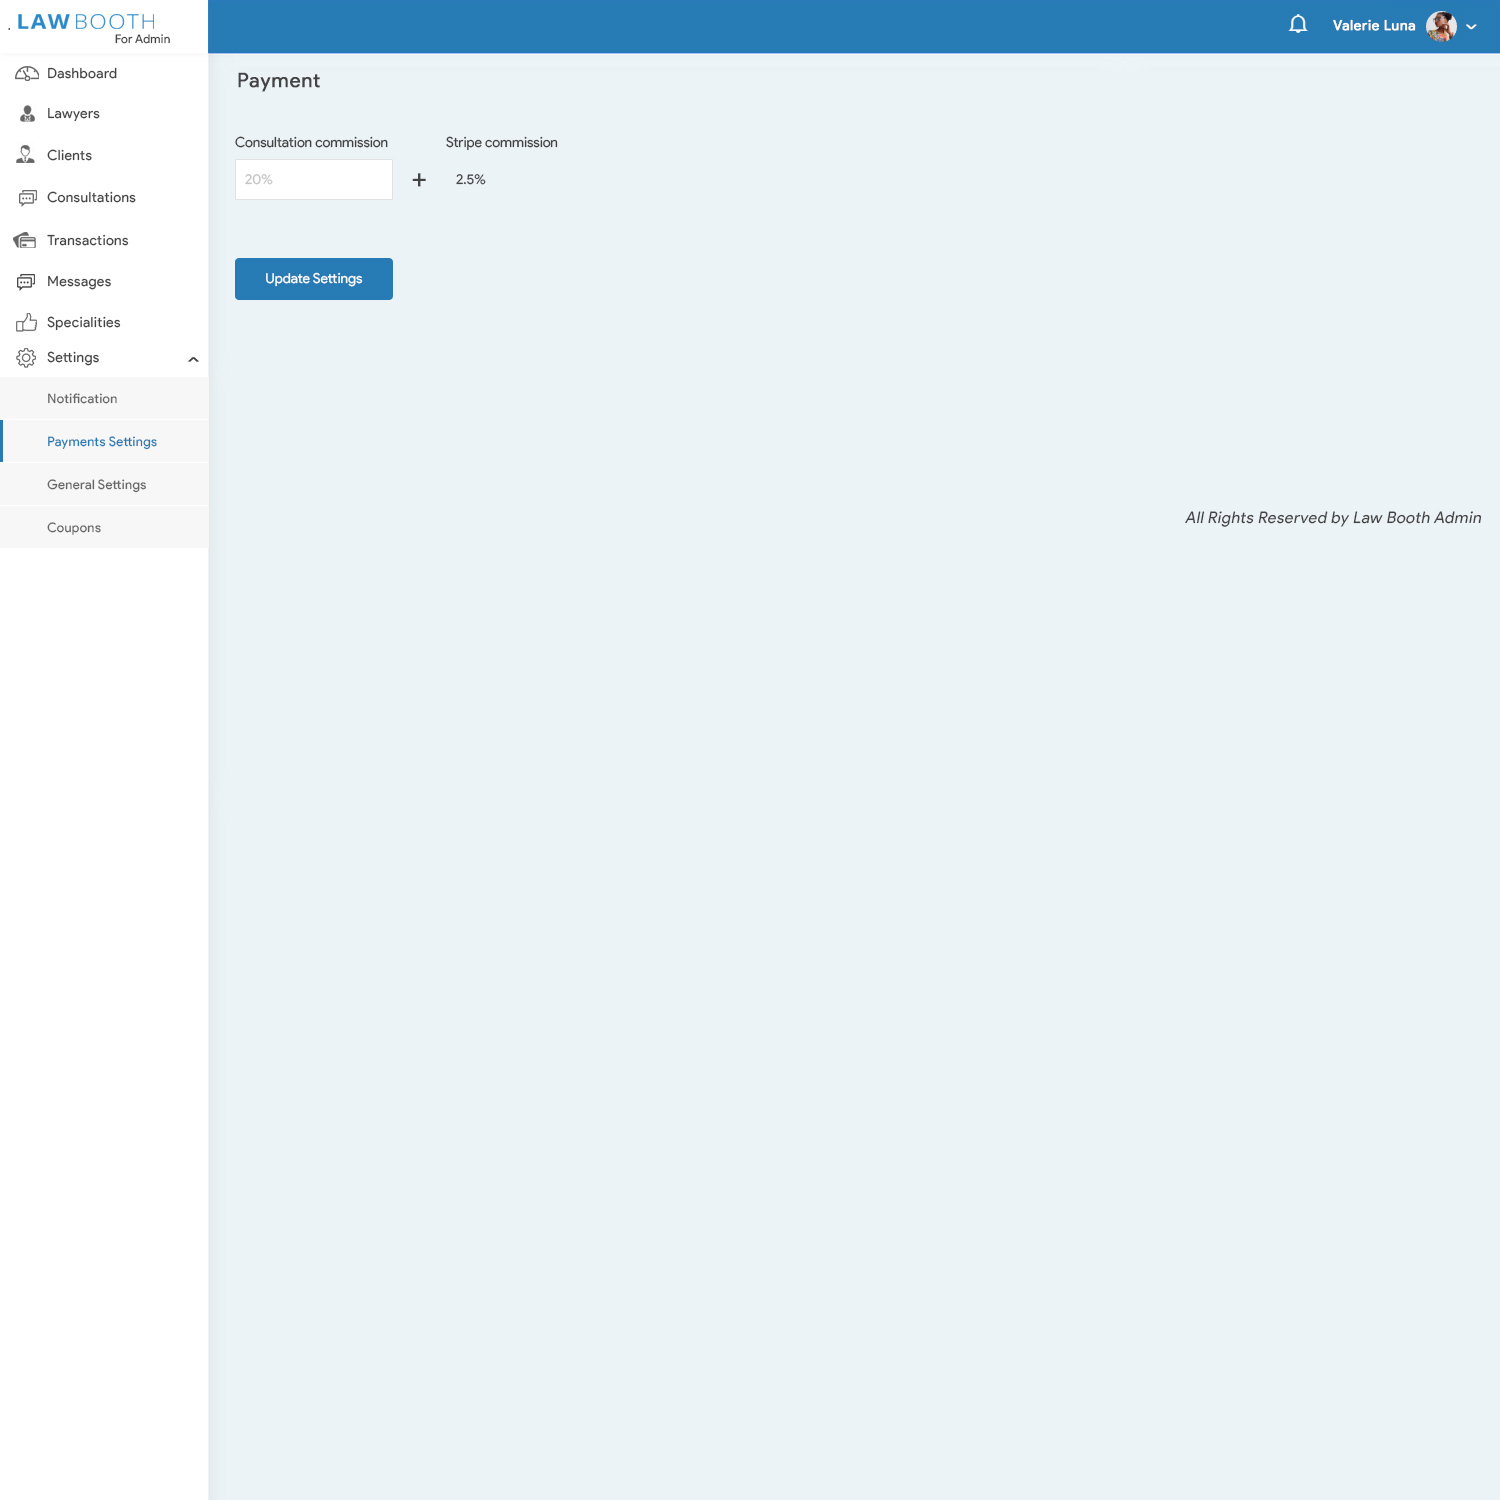 LAW BOOTH
For Admin
Valerie Luna
Dashboard
Lawyers
Clients
Consultations
Transactions
Messages
Specialities
Settings
Notification
Payments Settings
General Settings
Coupons
Payment
Consultation commission
Stripe commission
20%
+
2.5%
Update Settings
All Rights Reserved by Law Booth Admin